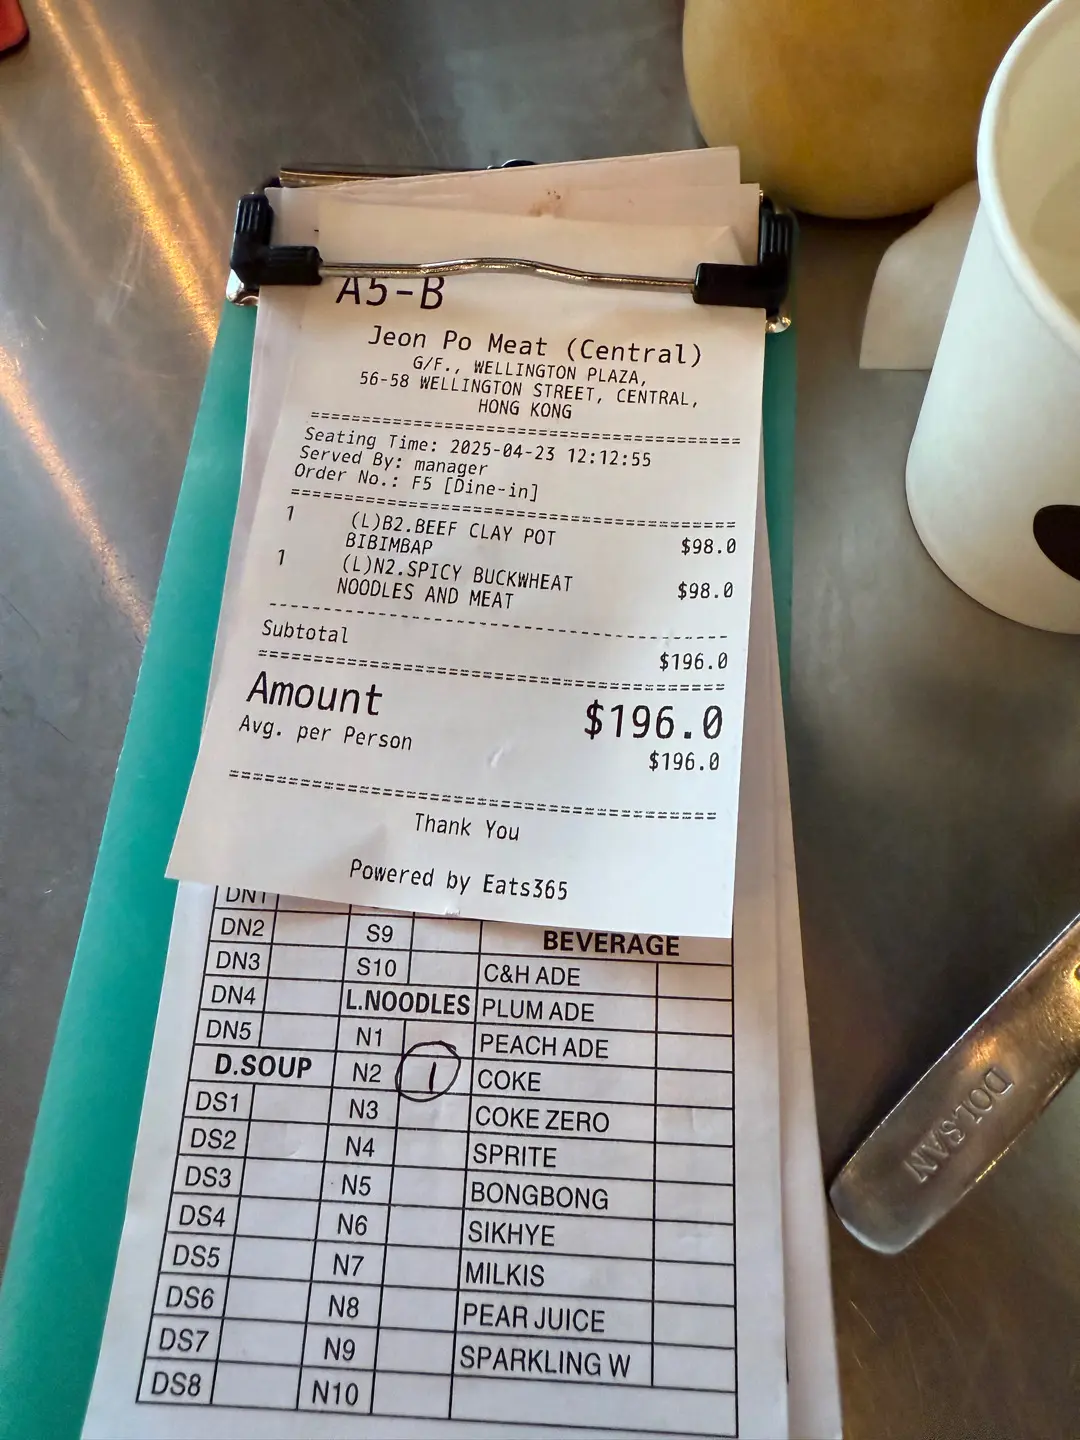 A5-B
Jeon Po Meat (Central)
G/F., WELLINGTON PLAZA,
56-58 WELLINGTON STREET, CENTRAL,
HONG KONG
Seating Time: 2025-04-23 12:12:55
Served By: manager
Order No.: F5 [Dine-in]
1 (L)B2.BEEF CLAY POT $98.0
BIBIMBAP
1 (L)N2.SPICY BUCKWHEAT $98.0
NOODLES AND MEAT
Subtotal $196.0
Amount $196.0
Avg. per Person $196.0
Thank You
Powered by Eats365
DN1
DN2 S9 BEVERAGE
DN3 S10 C&H ADE
DN4 L.NOODLES PLUM ADE
DN5 N1 PEACH ADE
D.SOUP N2 1 COKE
DS1 N3 COKE ZERO
DS2 N4 SPRITE
DS3 N5 BONGBONG
DS4 N6 SIKHYE
DS5 N7 MILKIS
DS6 N8 PEAR JUICE
DS7 N9 SPARKLING W
DS8 N10
DOLSAN